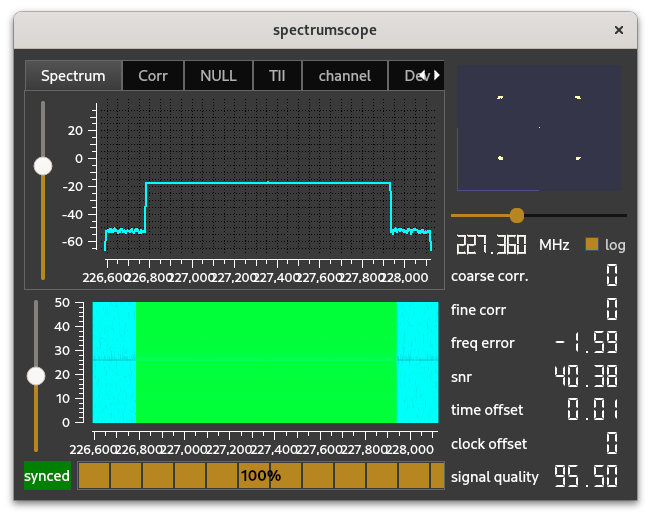 spectrumscope ×
Spectrum Corr NULL TII channel Dev
20
0
-20
-40
-60
226,600 226,800 227,000 227,200 227,400 227,600 227,800 228,000
50
40
30
20
10
0
226,600 226,800 227,000 227,200 227,400 227,600 227,800 228,000
synced 100%
227.360 MHz log
coarse corr. 0
fine corr 0
freq error -1.59
snr 40.38
time offset 0.01
clock offset 0
signal quality 95.50